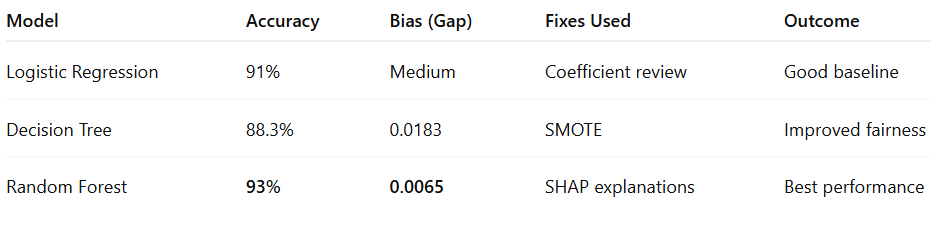 Model Accuracy Bias (Gap) Fixes Used Outcome
Logistic Regression 91% Medium Coefficient review Good baseline
Decision Tree 88.3% 0.0183 SMOTE Improved fairness
Random Forest 93% 0.0065 SHAP explanations Best performance